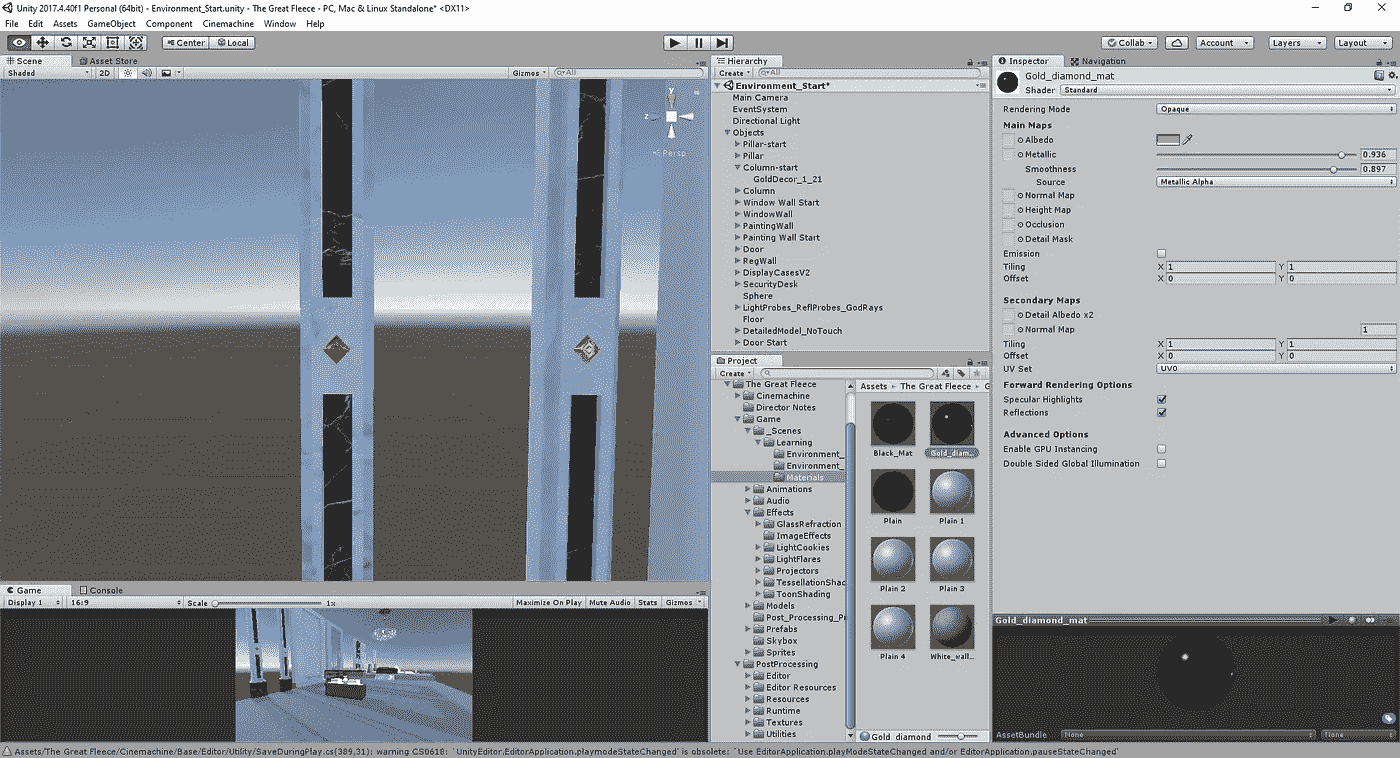 Unity 2017.4.40f1 Personal (64bit) - Environment_Start.unity - The Great Fleece - PC, Mac & Linux Standalone* <DX11>
File Edit Assets GameObject Component Cinemachine Window Help
Center Local
Collab Account Layers Layout
Scene Asset Store
Shaded 2D Gizmos All
y
z
Persp
Game Console
Display 1 16:9 Scale 1x Maximize On Play Mute Audio Stats Gizmos
Hierarchy
Create All
Environment_Start*
Main Camera
EventSystem
Directional Light
Objects
Pillar-start
Pillar
Column-start
GoldDecor_1_21
Column
Window Wall Start
WindowWall
PaintingWall
Painting Wall Start
Door
RegWall
DisplayCasesV2
SecurityDesk
Sphere
LightProbes_ReflProbes_GodRays
Floor
DetailedModel_NoTouch
Door Start
Project
Create
The Great Fleece
Cinemachine
Director Notes
Game
_Scenes
Learning
Environment_
Environment_
Materials
Animations
Audio
Effects
GlassRefraction
ImageEffects
LightCookies
LightFlares
Projectors
TessellationShad
ToonShading
Models
Post_Processing_Pr
Prefabs
Skybox
Sprites
PostProcessing
Editor
Editor Resources
Resources
Runtime
Textures
Utilities
Assets The Great Fleece G
Black_Mat Gold_diam...
Plain Plain 1
Plain 2 Plain 3
Plain 4 White_wall...
Gold_diamond
Inspector Navigation
Gold_diamond_mat
Shader Standard
Rendering Mode Opaque
Main Maps
Albedo
Metallic 0.936
Smoothness 0.897
Source Metallic Alpha
Normal Map
Height Map
Occlusion
Detail Mask
Emission
Tiling X 1 Y 1
Offset X 0 Y 0
Secondary Maps
Detail Albedo x2
Normal Map 1
Tiling X 1 Y 1
Offset X 0 Y 0
UV Set UV0
Forward Rendering Options
Specular Highlights
Reflections
Advanced Options
Enable GPU Instancing
Double Sided Global Illumination
Gold_diamond_mat
AssetBundle None None
Assets/The Great Fleece/Cinemachine/Base/Editor/Utility/SaveDuringPlay.cs(389,31): warning CS0618: `UnityEditor.EditorApplication.playmodeStateChanged' is obsolete: `Use EditorApplication.playModeStateChanged and/or EditorApplication.pauseStateChanged'